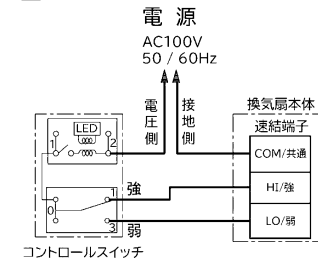 電源
AC100V
50 / 60Hz
電圧側
接地側
換気扇本体
速結端子
COM/共通
HI/強
LO/弱
LED
1
2
1
強
0
3
弱
コントロールスイッチ